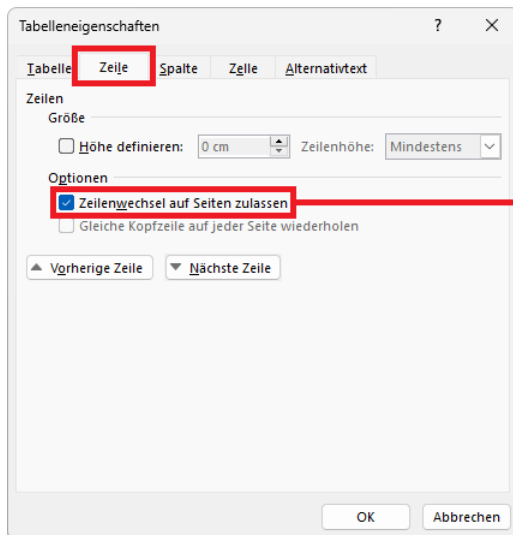 Tabelleneigenschaften ? ×
Tabelle Zeile Spalte Zelle Alternativtext
Zeilen
Größe
Höhe definieren: 0 cm Zeilenhöhe: Mindestens
Optionen
Zeilenwechsel auf Seiten zulassen
Gleiche Kopfzeile auf jeder Seite wiederholen
Vorherige Zeile Nächste Zeile
OK Abbrechen